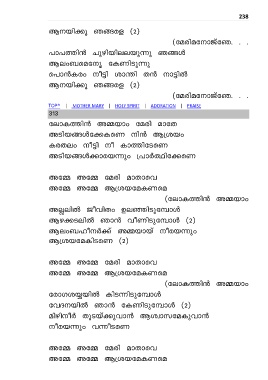 238
ആനയിക്കൂ ഞങ്ങളെ (2)
(മേരിമനോജ്ഞേ. . .
പാപത്തിൻ ചുഴിയിലലയുന്നു ഞങ്ങൾ
ആലംബമേനൂ കേണിടുന്നു
പൊൻകരം നീട്ടി ശാന്തി തൻ നാട്ടിൽ
ആനയിക്കൂ ഞങ്ങളെ (2)
(മേരിമനോജ്ഞേ. . .
TOP^ | MOTHER MARY | HOLY SPIRIT | ADORATION | PRAISE
313
ലോകത്തിൻ അമ്മയാം മേരി മാതേ
അടിയങ്ങൾക്കേകണേ നിൻ ആശ്രയം
കരതലം നീട്ടി നീ കാത്തിടേണേ
അടിയങ്ങൾക്കായെന്നും പ്രാർത്ഥിക്കേണേ
അമ്മേ അമ്മേ മേരി മാതാവെ
അമ്മേ അമ്മേ ആശ്രയമേകണമേ
(ലോകത്തിൻ അമ്മയാം
അല്ലലിൽ ജീവിതം ഉലഞ്ഞിടുമ്പോൾ
ആഴക്കടലിൽ ഞാൻ വീണിടുമ്പോൾ (2)
ആലംബഹീനർക്ക് അമ്മയായ് നീയെന്നും
ആശ്രയമേകിടണെ (2)
അമ്മേ അമ്മേ മേരി മാതാവെ
അമ്മേ അമ്മേ ആശ്രയമേകണമേ
(ലോകത്തിൻ അമ്മയാം
രോഗശയ്യയിൽ കിടന്നിടുമ്പോൾ
വേദനയിൽ ഞാൻ കേണിടുമ്പോൾ (2)
മിഴിനീർ തുടയ്ക്കുവാൻ ആശ്വാസമേകുവാൻ
നീയെന്നും വന്നീടണെ
അമ്മേ അമ്മേ മേരി മാതാവെ
അമ്മേ അമ്മേ ആശ്രയമേകണമേ